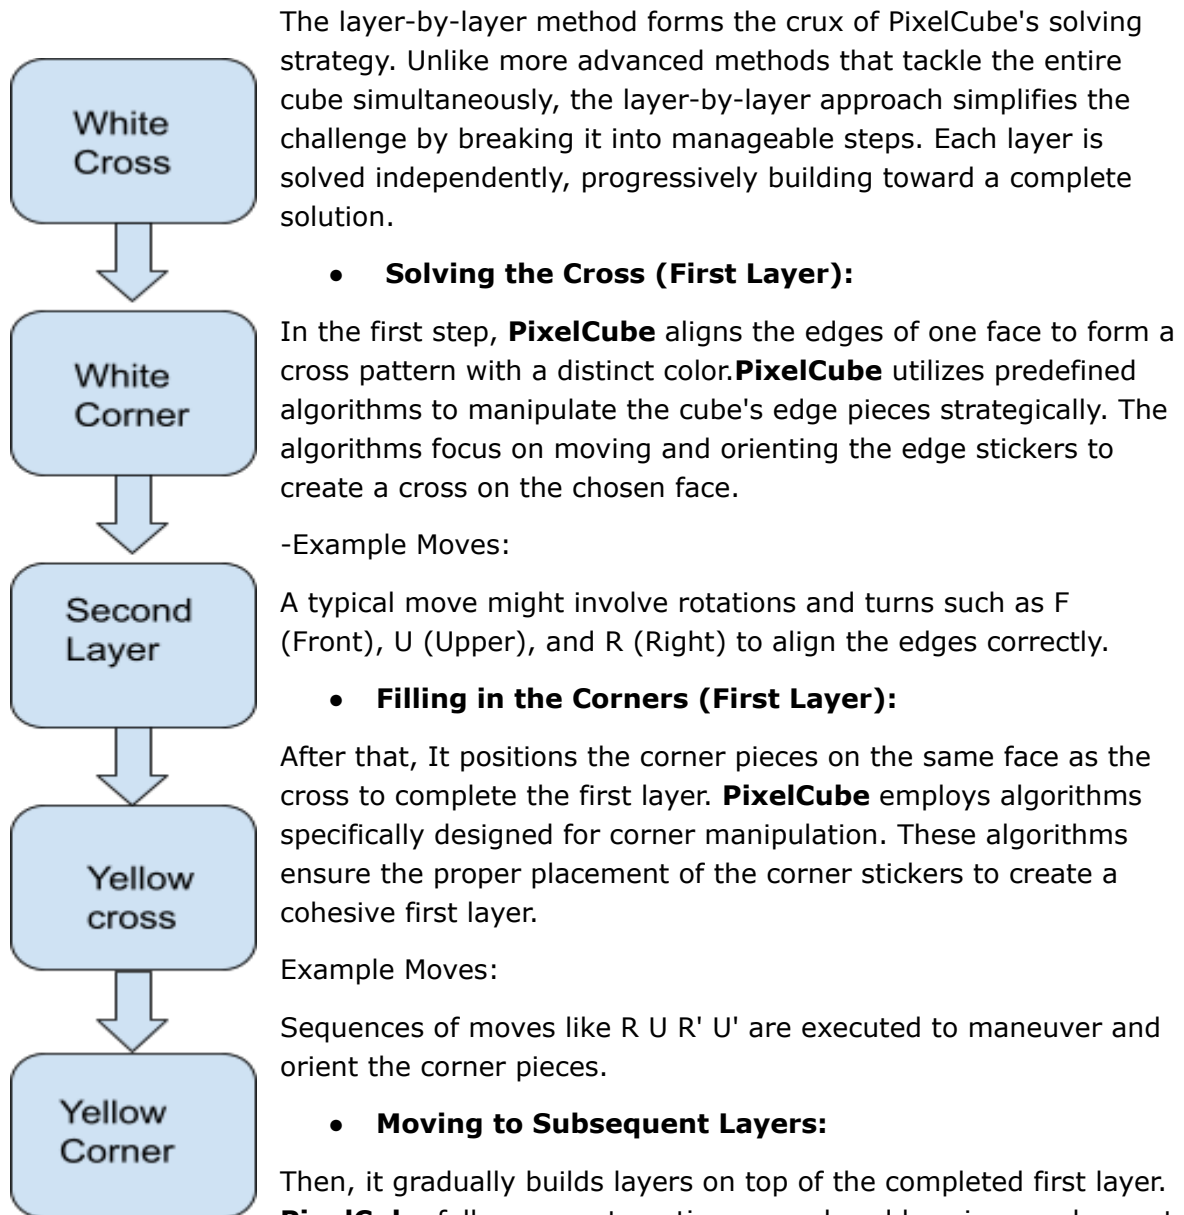 White
Cross
White
Corner
Second
Layer
Yellow
cross
Yellow
Corner
The layer-by-layer method forms the crux of PixelCube's solving
strategy. Unlike more advanced methods that tackle the entire
cube simultaneously, the layer-by-layer approach simplifies the
challenge by breaking it into manageable steps. Each layer is
solved independently, progressively building toward a complete
solution.
● Solving the Cross (First Layer):
In the first step, PixelCube aligns the edges of one face to form a
cross pattern with a distinct color.PixelCube utilizes predefined
algorithms to manipulate the cube's edge pieces strategically. The
algorithms focus on moving and orienting the edge stickers to
create a cross on the chosen face.
-Example Moves:
A typical move might involve rotations and turns such as F
(Front), U (Upper), and R (Right) to align the edges correctly.
● Filling in the Corners (First Layer):
After that, It positions the corner pieces on the same face as the
cross to complete the first layer. PixelCube employs algorithms
specifically designed for corner manipulation. These algorithms
ensure the proper placement of the corner stickers to create a
cohesive first layer.
Example Moves:
Sequences of moves like R U R' U' are executed to maneuver and
orient the corner pieces.
● Moving to Subsequent Layers:
Then, it gradually builds layers on top of the completed first layer.